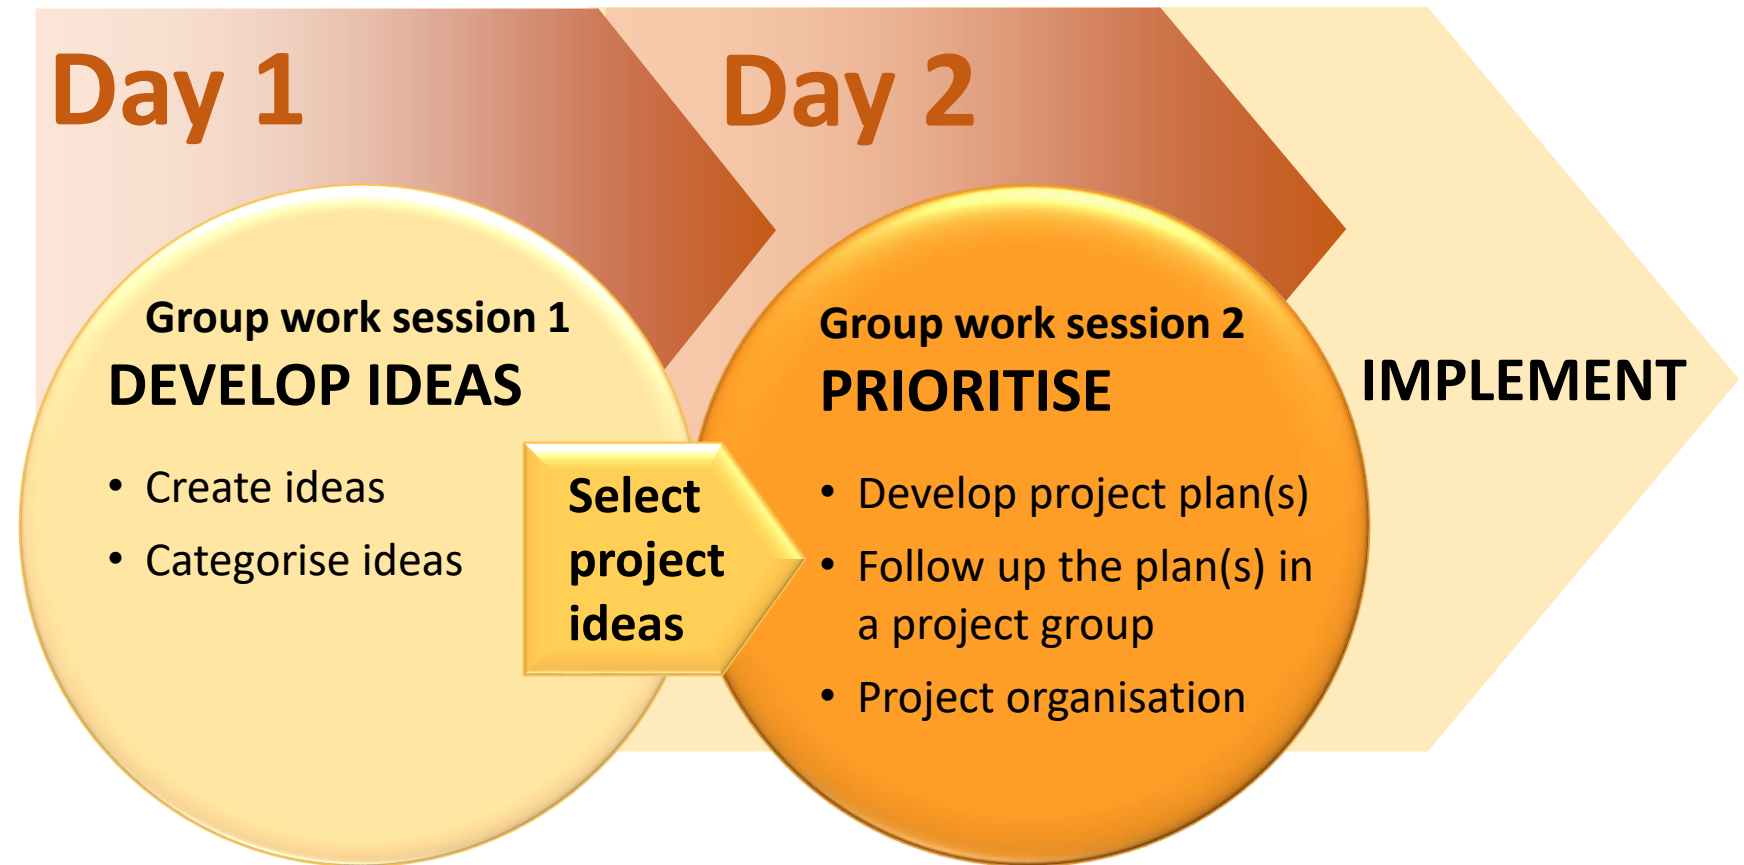 Day 1
Group work session 1
DEVELOP IDEAS
• Create ideas
• Categorise ideas
Select
project
ideas
Day 2
Group work session 2
PRIORITISE
• Develop project plan(s)
• Follow up the plan(s) in
a project group
• Project organisation
IMPLEMENT